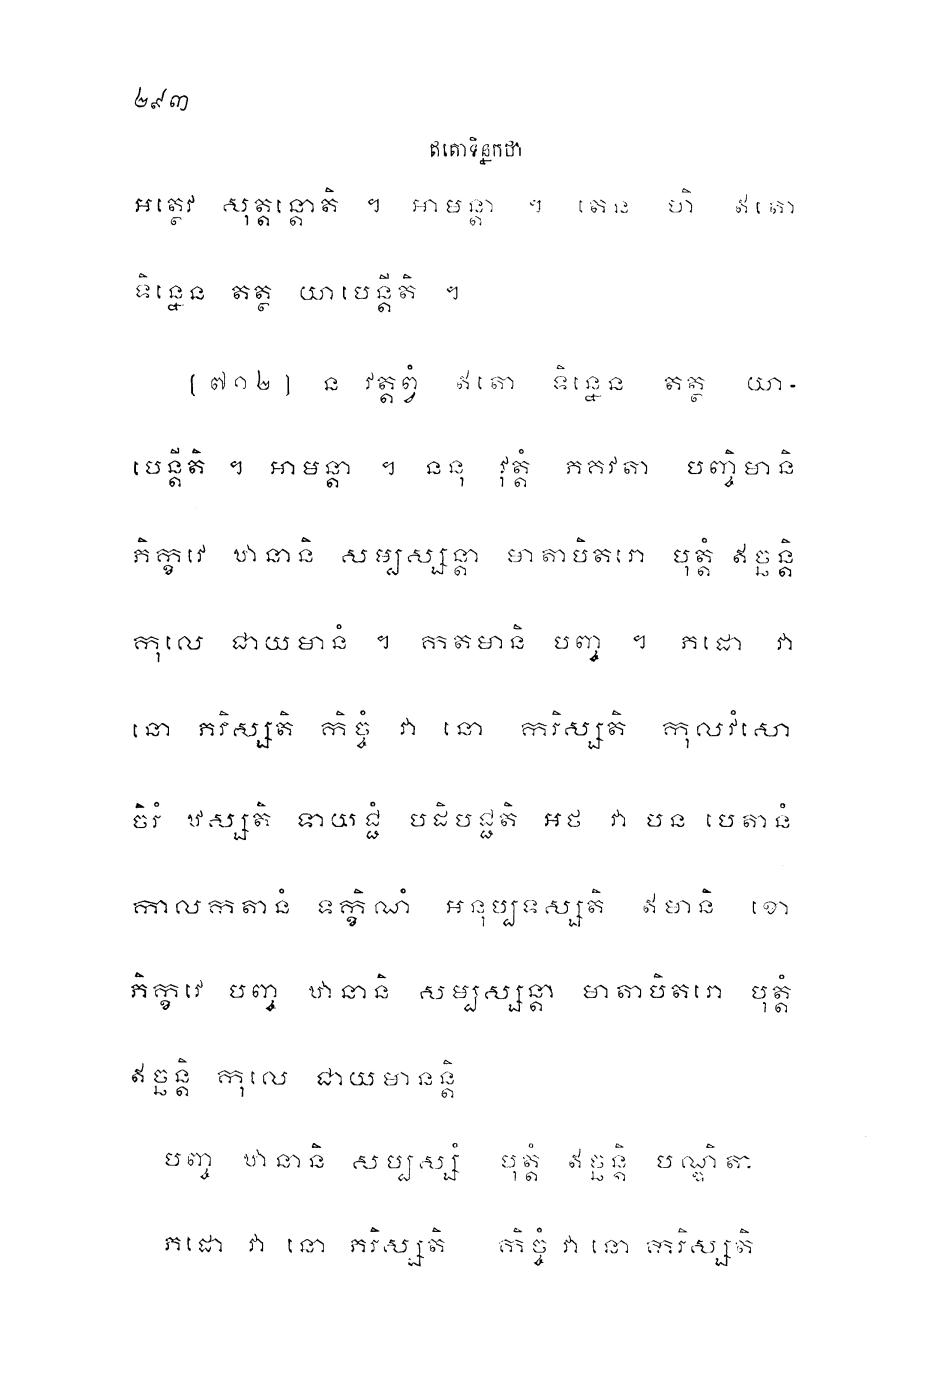 ២៩៣
ឥតោទិន្នកថា
អត្ថេវ សុត្តន្តោតិ ។ អាមន្តា ។ តេន ហិ ឥតោ
ទិន្នេន តត្ថ យាបេន្តីតិ ។
[៧០២] ន វត្តព្វំ ឥតោ ទិន្នេន តត្ថ យា-
បេន្តីតិ ។ អាមន្តា ។ ននុ វុត្តំ ភគវតា បញ្ចិមានិ
ភិក្ខវេ ឋានានិ សម្បស្សន្តា មាតាបិតរោ បុត្តំ ឥច្ឆន្តិ
កុលេ ជាយមានំ ។ កតមានិ បញ្ច ។ ភដោ វា
នោ ភវិស្សតិ កិច្ចំ វា នោ ករិស្សតិ កុលវំសោ
ចិរំ ឋស្សតិ ទាយជ្ជំ បដិបជ្ជតិ អថ វា បន បេតានំ
កាលកតានំ ទក្ខិណំ អនុប្បទស្សតិ ឥមានិ ខោ
ភិក្ខវេ បញ្ច ឋានានិ សម្បស្សន្តា មាតាបិតរោ បុត្តំ
ឥច្ឆន្តិ កុលេ ជាយមានន្តិ
បញ្ច ឋានានិ សប្បស្សំ បុត្តំ ឥច្ឆន្តិ បណ្ឌិតា
ភដោ វា នោ ភវិស្សតិ កិច្ចំ វា នោ ករិស្សតិ